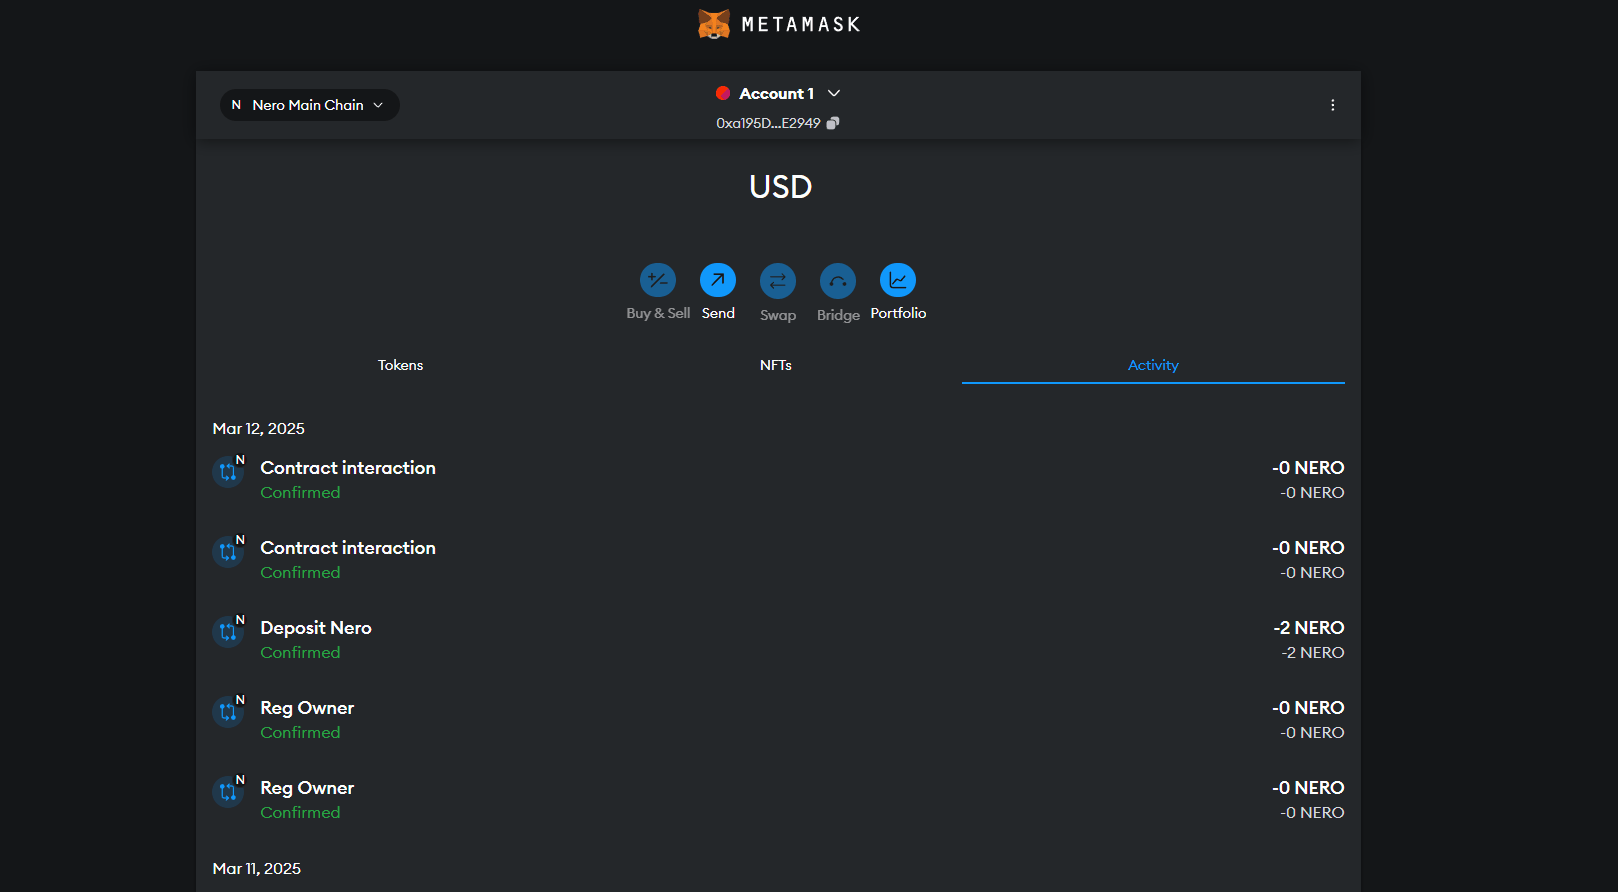 METAMASK
N Nero Main Chain
Account 1
0xa195D...E2949
USD
Buy & Sell Send Swap Bridge Portfolio
Tokens NFTs Activity
Mar 12, 2025
N
Contract interaction -0 NERO
Confirmed -0 NERO
N
Contract interaction -0 NERO
Confirmed -0 NERO
N
Deposit Nero -2 NERO
Confirmed -2 NERO
N
Reg Owner -0 NERO
Confirmed -0 NERO
N
Reg Owner -0 NERO
Confirmed -0 NERO
Mar 11, 2025